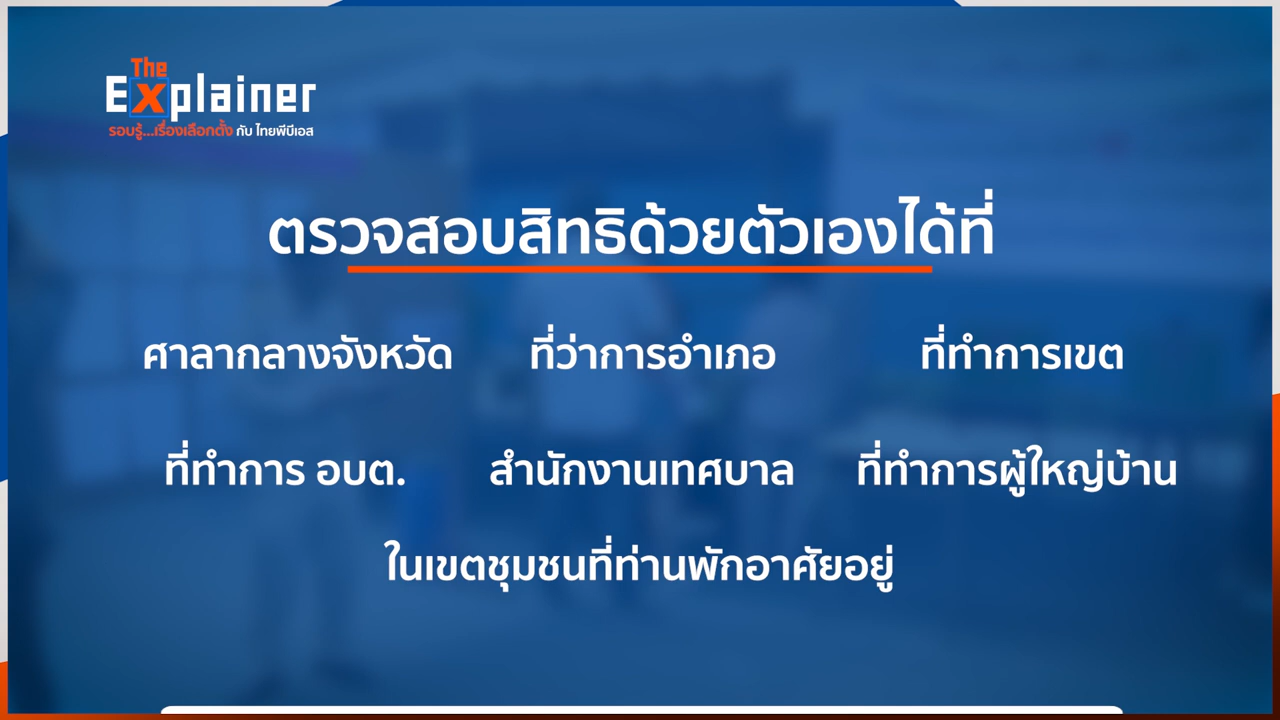 The
Explainer
รอบรู้...เรื่องเลือกตั้ง กับ ไทยพีบีเอส
ตรวจสอบสิทธิด้วยตัวเองได้ที่
ศาลากลางจังหวัด ที่ว่าการอำเภอ ที่ทำการเขต
ที่ทำการ อบต. สำนักงานเทศบาล ที่ทำการผู้ใหญ่บ้าน
ในเขตชุมชนที่ท่านพักอาศัยอยู่